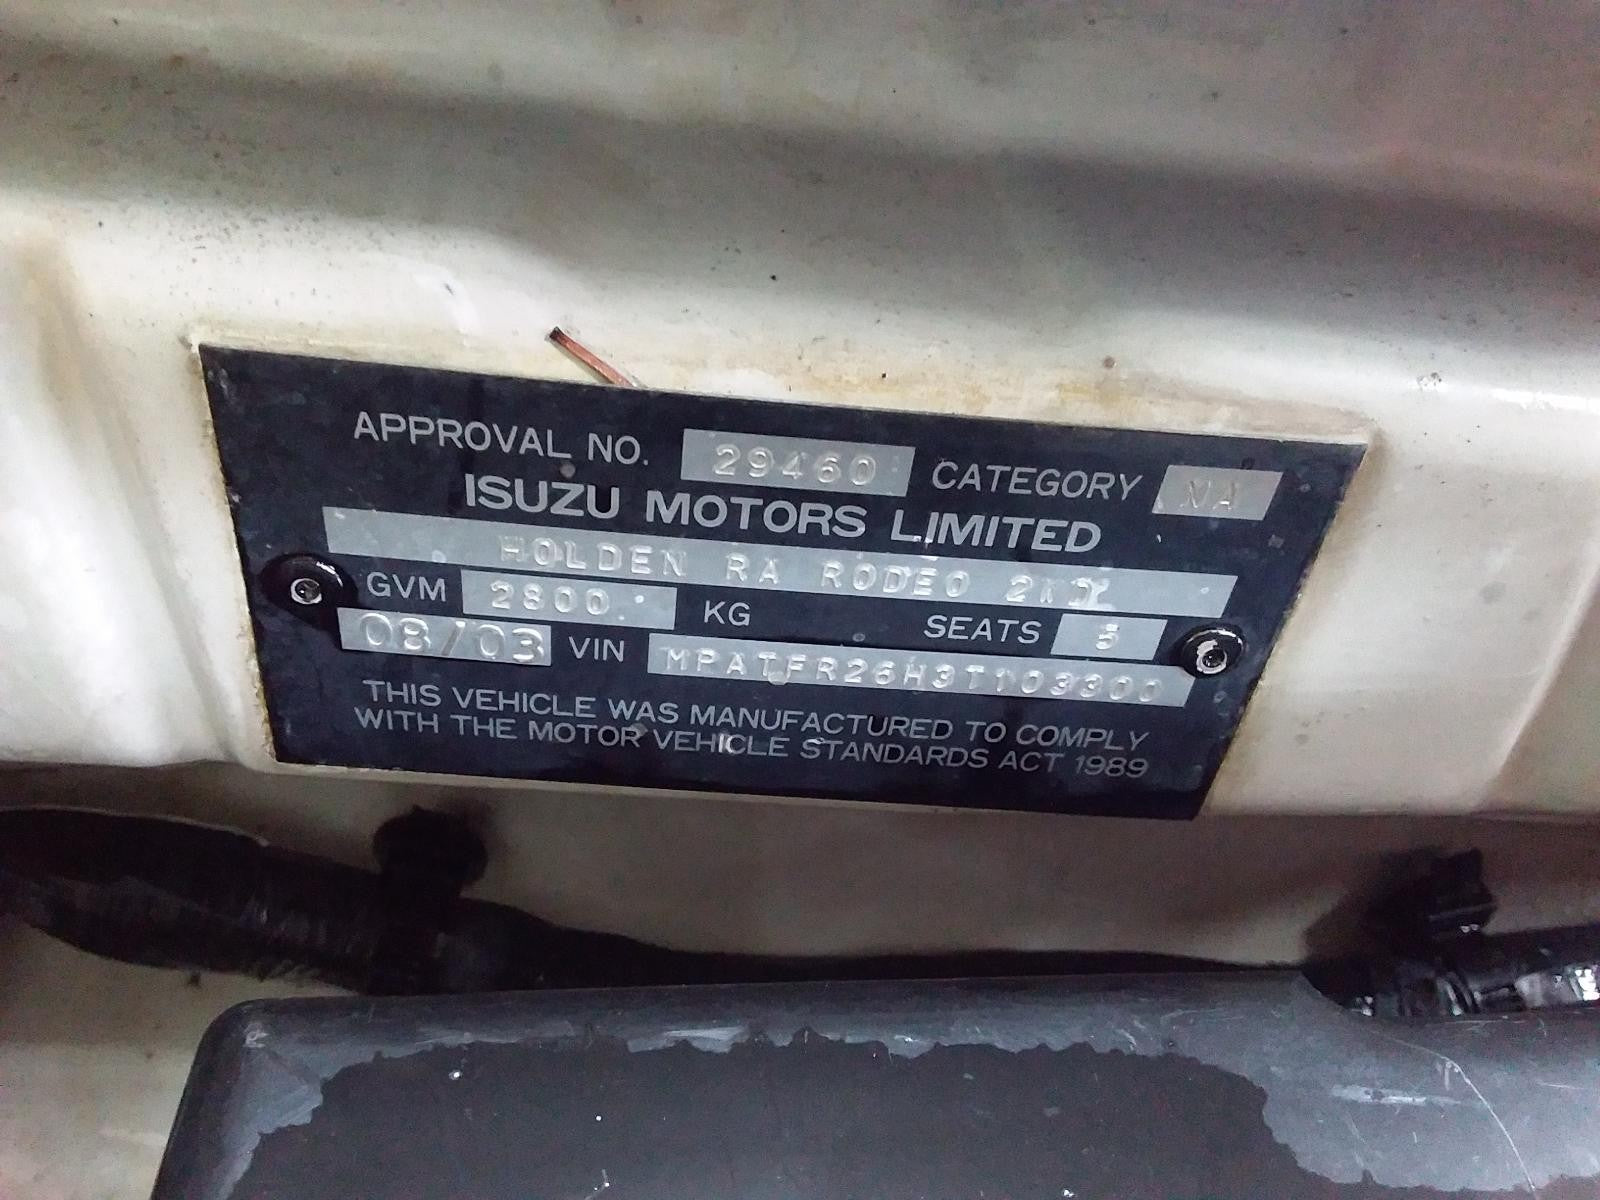 APPROVAL NO. 29460 CATEGORY NA
ISUZU MOTORS LIMITED
HOLDEN RA RODEO
GVM 2800 KG SEATS 5
08/03 VIN MPATFR26H3T103300
THIS VEHICLE WAS MANUFACTURED TO COMPLY
WITH THE MOTOR VEHICLE STANDARDS ACT 1989